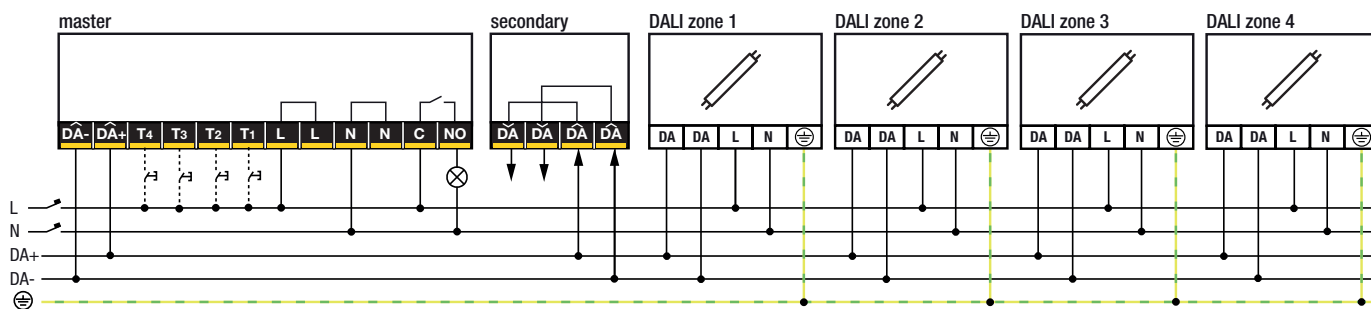 master secondary DALI zone 1 DALI zone 2 DALI zone 3 DALI zone 4
DA- DA+ T4 T3 T2 T1 L L N N C NO DA DA DA DA DA DA L N DA DA L N DA DA L N DA DA L N
L
N
DA+
DA-